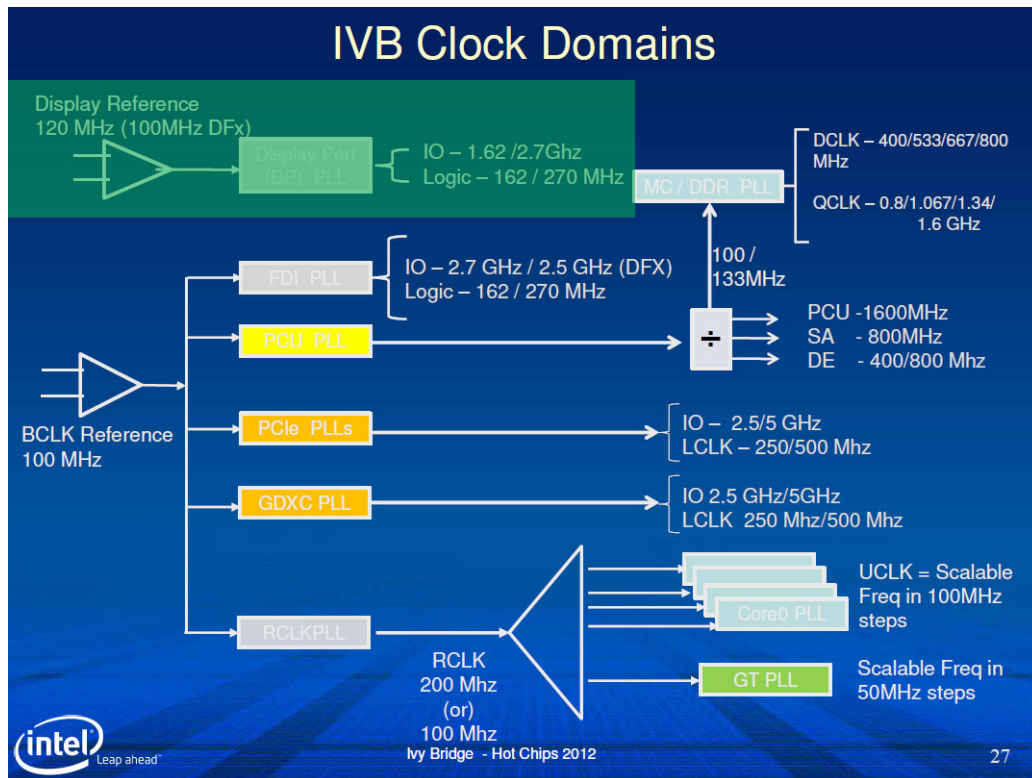 IVB Clock Domains
Display Reference
120 MHz (100MHz DFx)
Display Port
(DP) PLL
IO – 1.62 /2.7Ghz
Logic – 162 / 270 MHz
MC / DDR PLL
DCLK – 400/533/667/800
MHz
QCLK – 0.8/1.067/1.34/
1.6 GHz
100 /
133MHz
FDI PLL
IO – 2.7 GHz / 2.5 GHz (DFX)
Logic – 162 / 270 MHz
PCU PLL
÷
PCU -1600MHz
SA - 800MHz
DE - 400/800 Mhz
BCLK Reference
100 MHz
PCIe PLLs
IO – 2.5/5 GHz
LCLK – 250/500 Mhz
GDXC PLL
IO 2.5 GHz/5GHz
LCLK 250 Mhz/500 Mhz
RCLKPLL
RCLK
200 Mhz
(or)
100 Mhz
Core0 PLL
UCLK = Scalable
Freq in 100MHz
steps
GT PLL
Scalable Freq in
50MHz steps
intel
Leap ahead™
Ivy Bridge - Hot Chips 2012
27